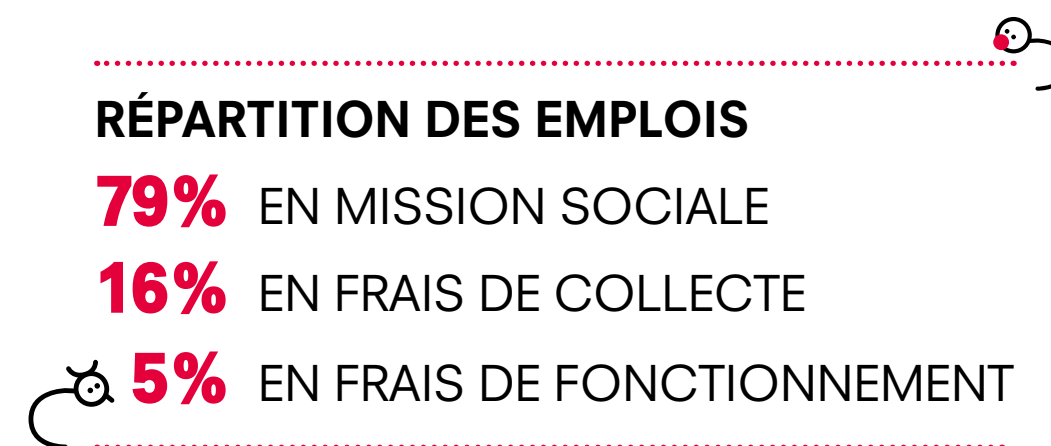 RÉPARTITION DES EMPLOIS
79% EN MISSION SOCIALE
16% EN FRAIS DE COLLECTE
5% EN FRAIS DE FONCTIONNEMENT